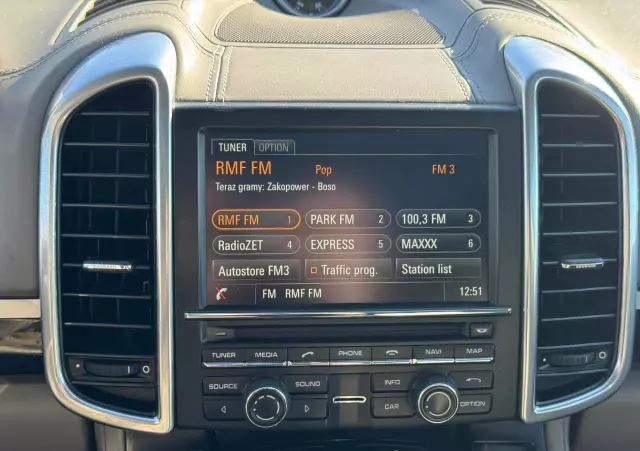 TUNER OPTION
RMF FM Pop FM 3
Teraz gramy: Zakopower - Boso
RMF FM 1 PARK FM 2 100,3 FM 3
RadioZET 4 EXPRESS 5 MAXXX 6
Autostore FM3 Traffic prog. Station list
FM RMF FM 12:51
TUNER MEDIA PHONE NAVI MAP
SOURCE SOUND INFO
CAR OPTION